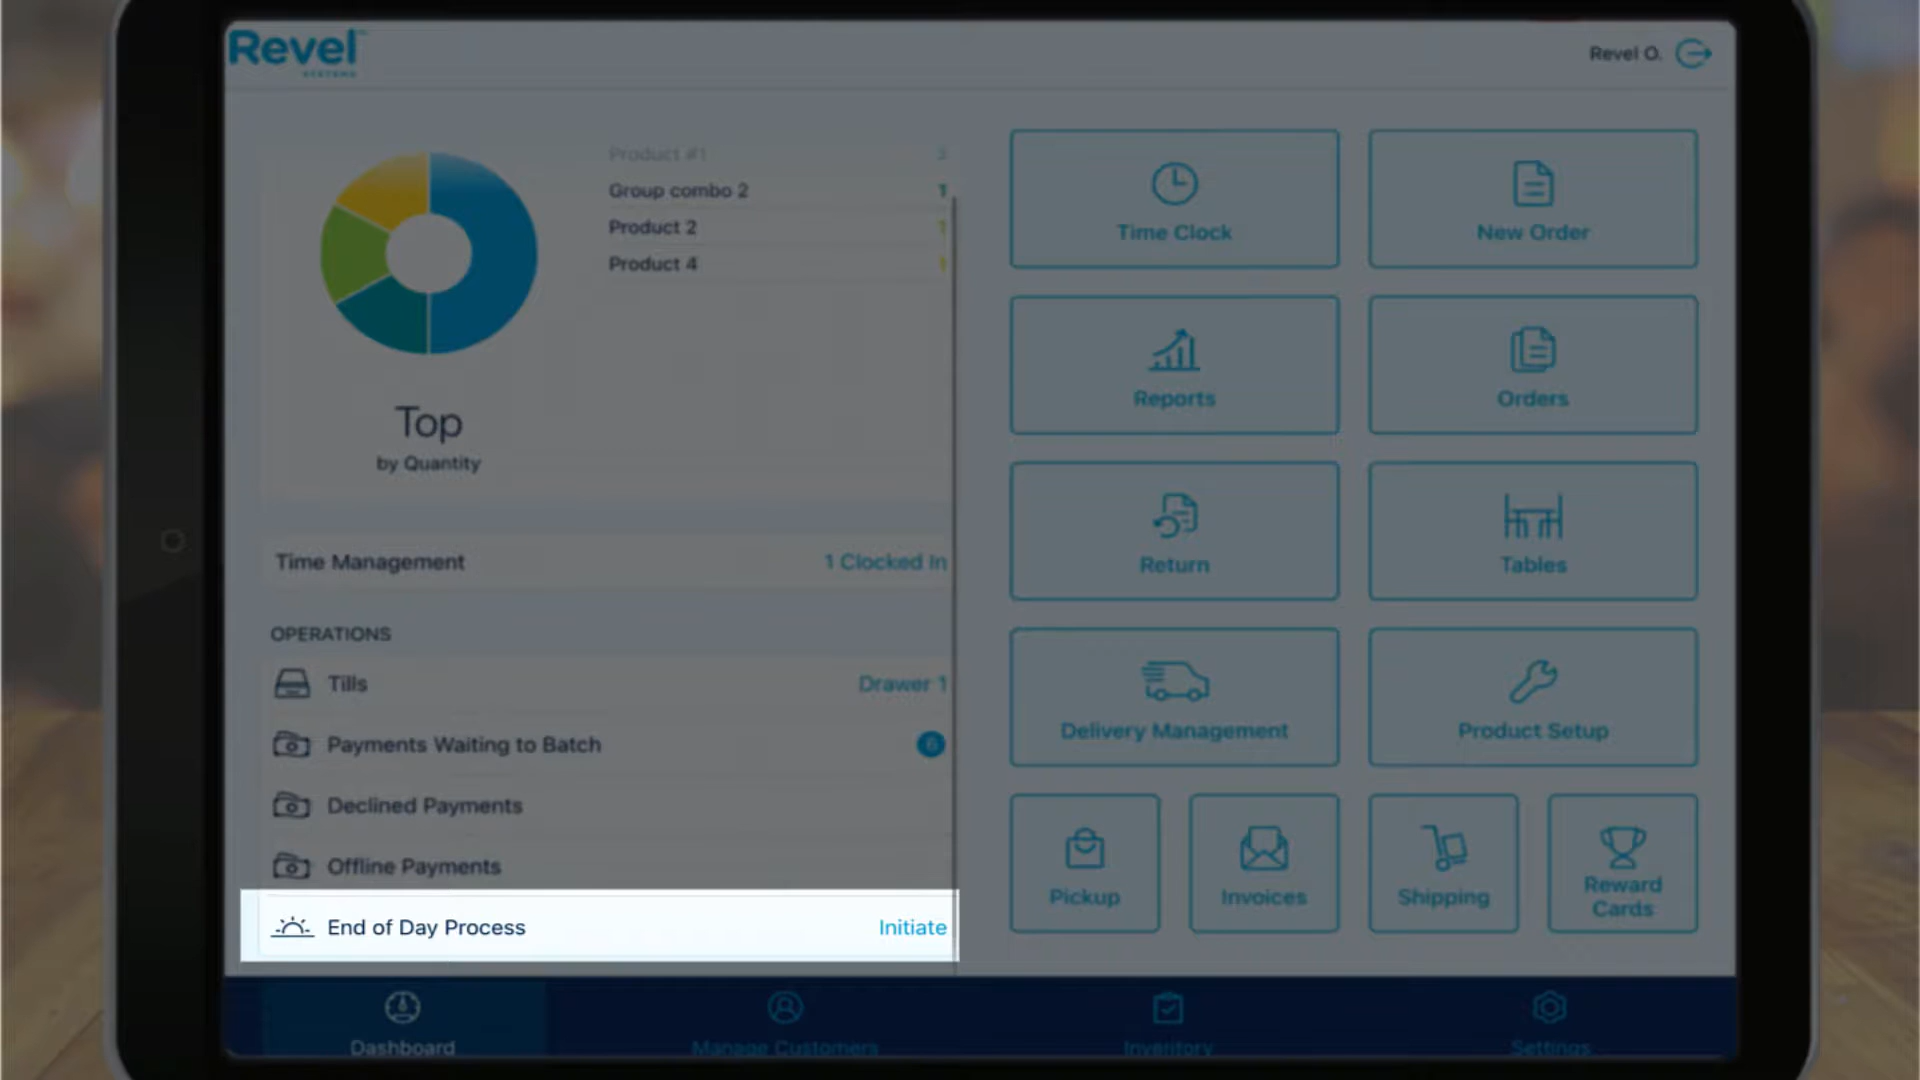 Revel
SYSTEMS
Revel O.
Product #1 3
Group combo 2 1
Product 2 1
Product 4 1
Top
by Quantity
Time Management 1 Clocked In
OPERATIONS
Tills Drawer 1
Payments Waiting to Batch 6
Declined Payments
Offline Payments
End of Day Process Initiate
Time Clock
New Order
Reports
Orders
Return
Tables
Delivery Management
Product Setup
Pickup
Invoices
Shipping
Reward
Cards
Dashboard
Manage Customers
Inventory
Settings